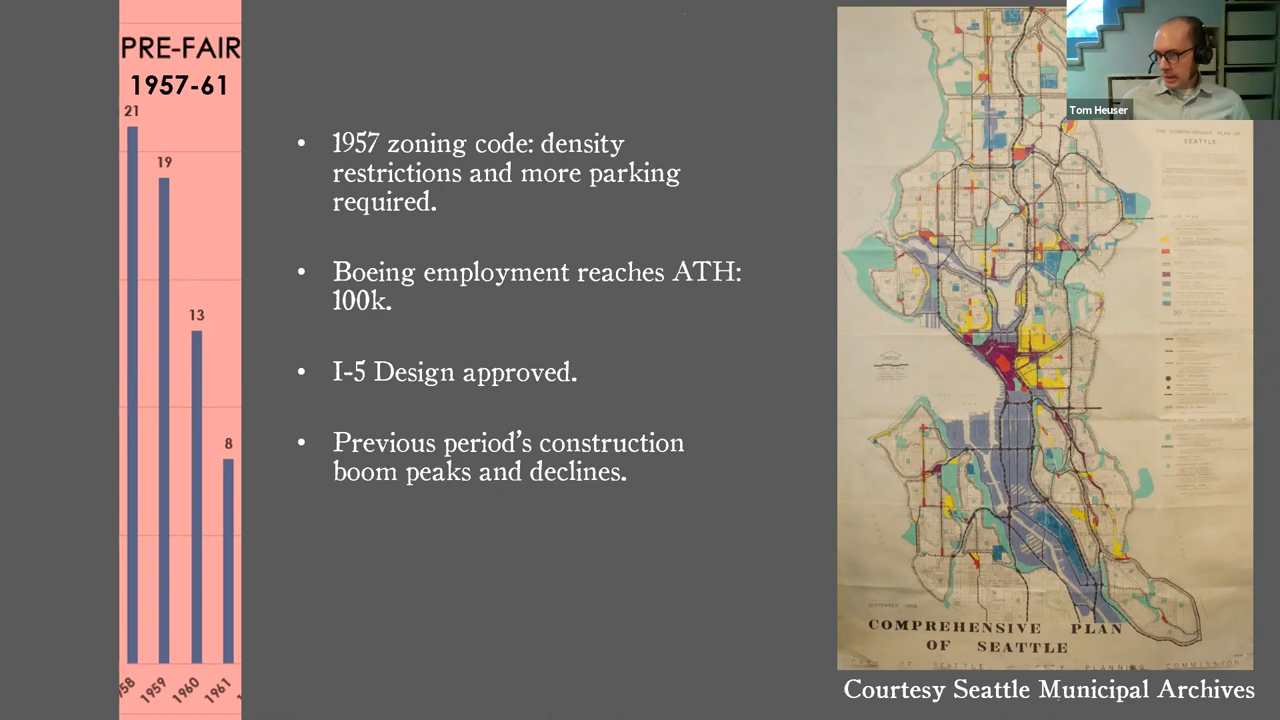 PRE-FAIR
1957-61
21
19
13
8
58
1959
1960
1961
• 1957 zoning code: density
restrictions and more parking
required.
• Boeing employment reaches ATH:
100k.
• I-5 Design approved.
• Previous period's construction
boom peaks and declines.
Tom Heuser
THE COMPREHENSIVE PLAN OF
SEATTLE
COMPREHENSIVE PLAN
OF SEATTLE
CITY OF SEATTLE CITY PLANNING COMMISSION
Courtesy Seattle Municipal Archives